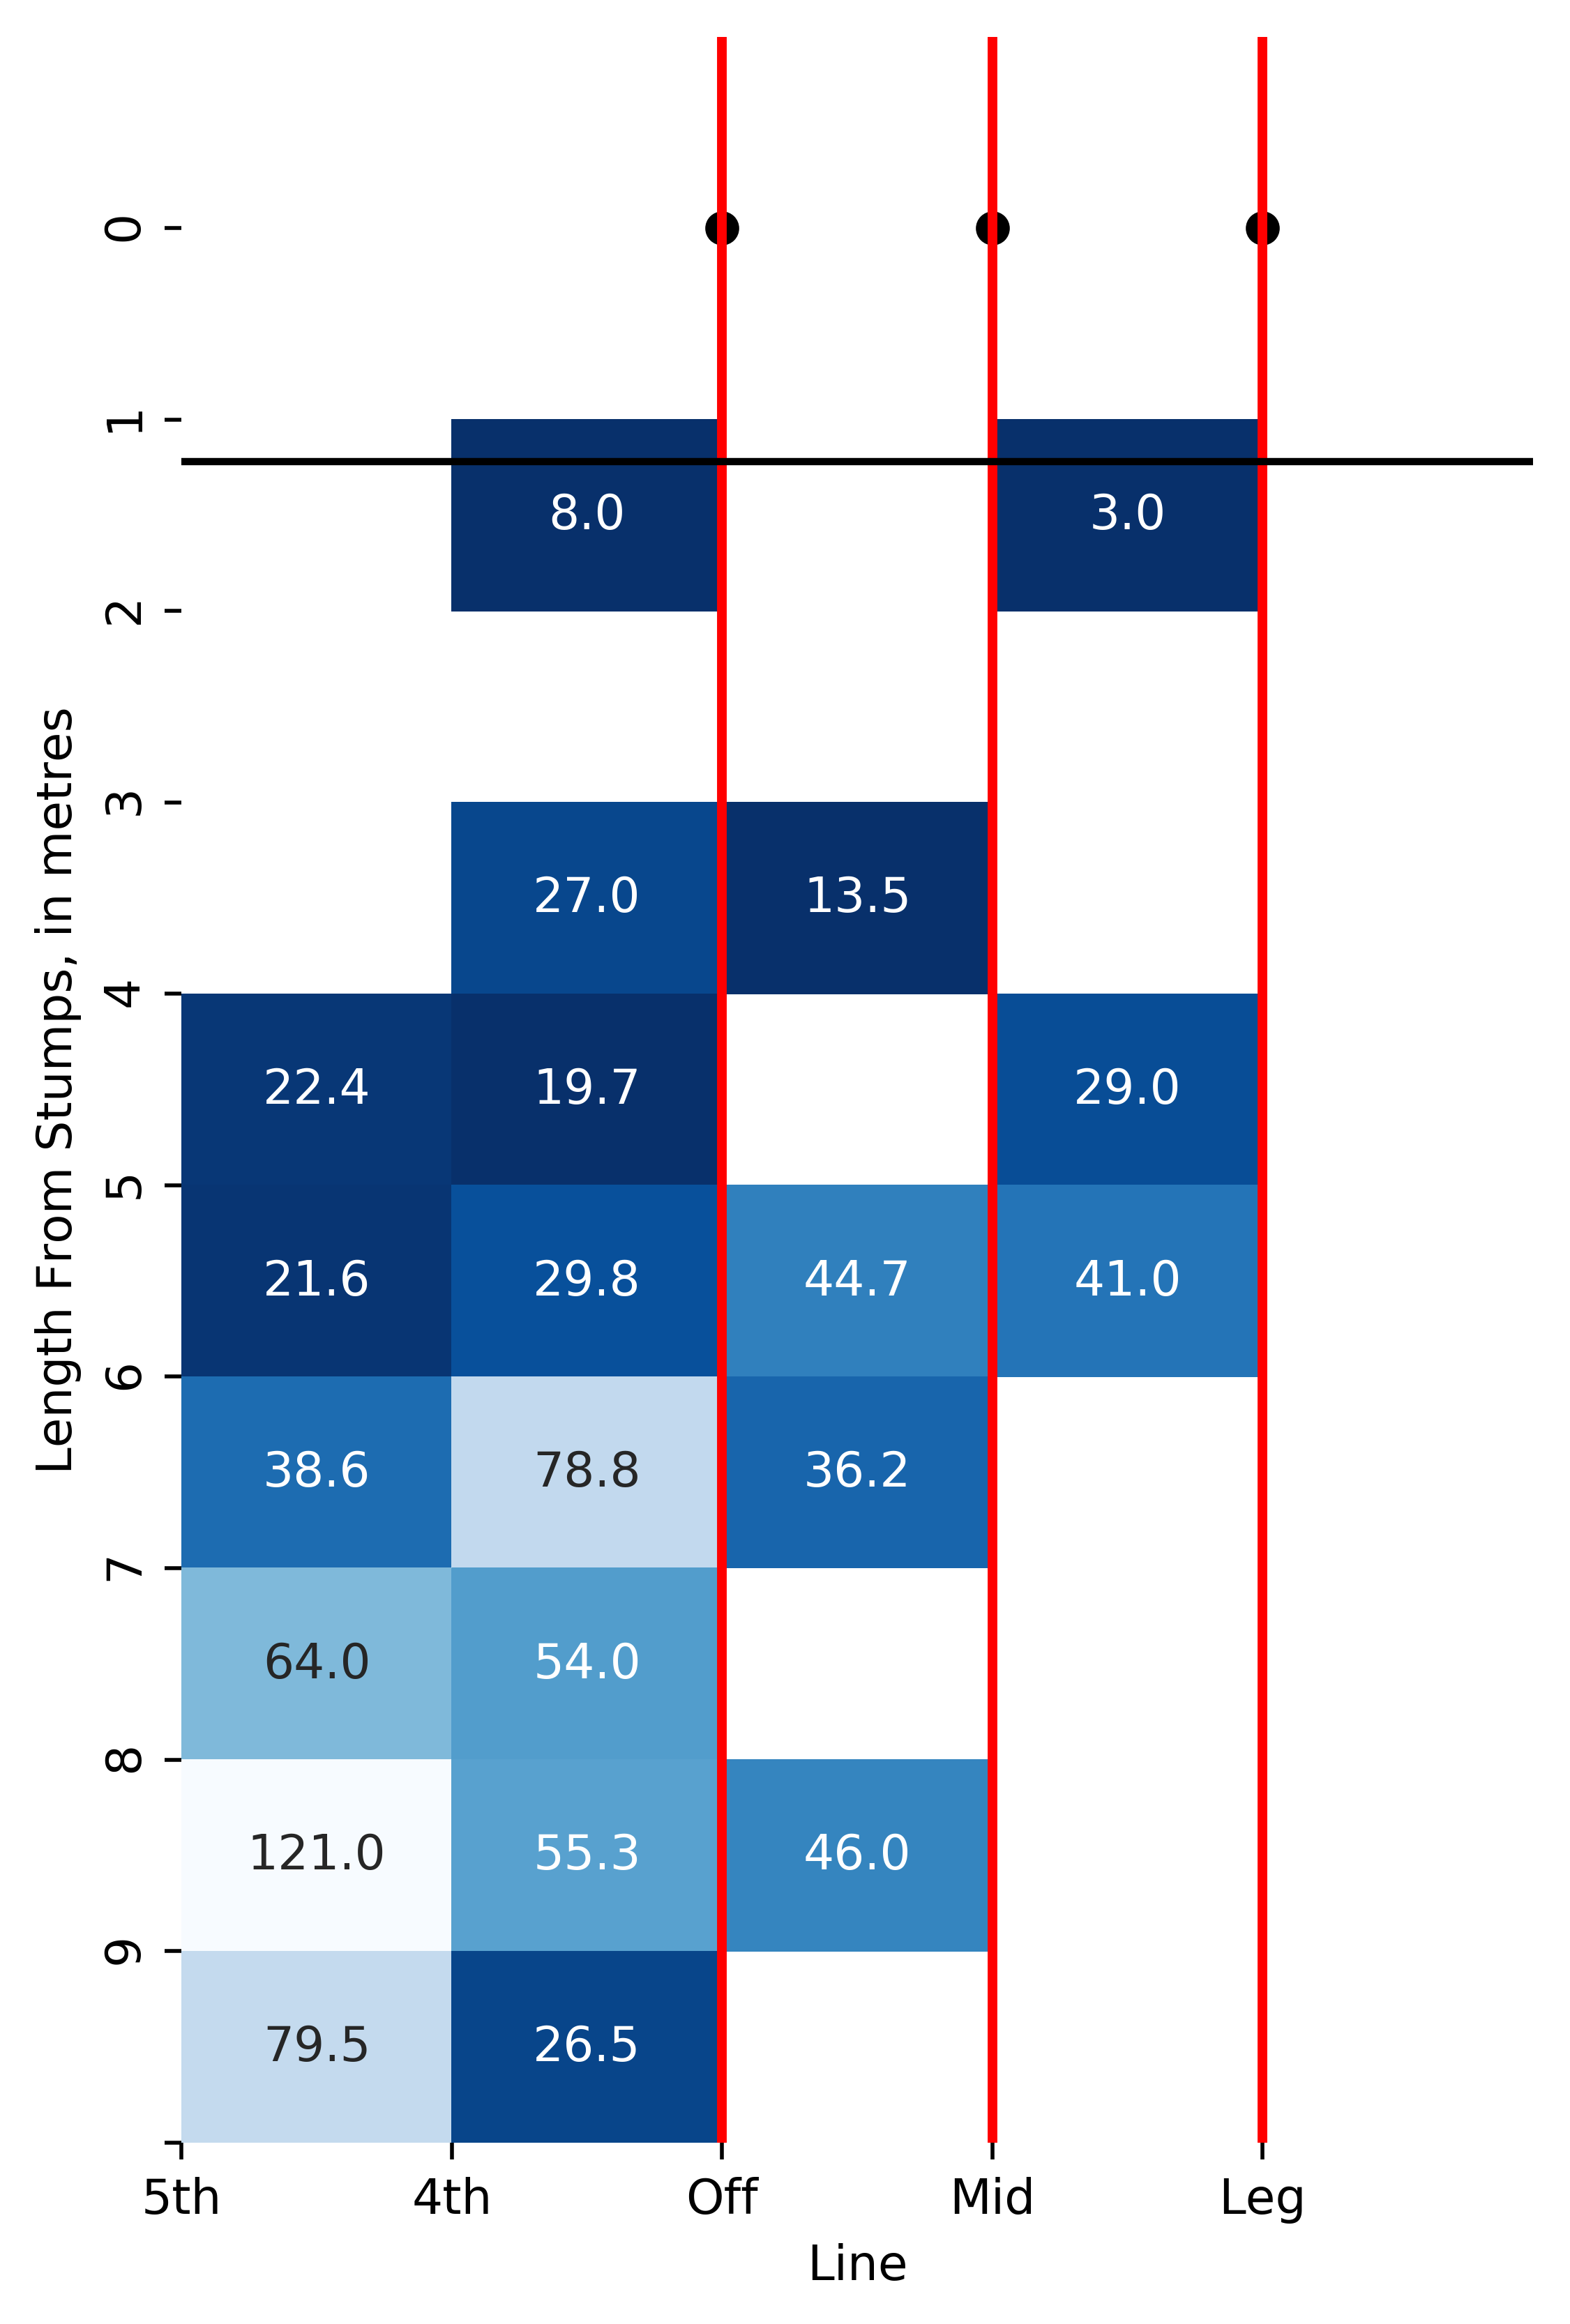 0
1
8.0 3.0
2
3
27.0 13.5
4
22.4 19.7 29.0
5
21.6 29.8 44.7 41.0
6
38.6 78.8 36.2
7
64.0 54.0
8
121.0 55.3 46.0
9
79.5 26.5
Length From Stumps, in metres
5th 4th Off Mid Leg
Line